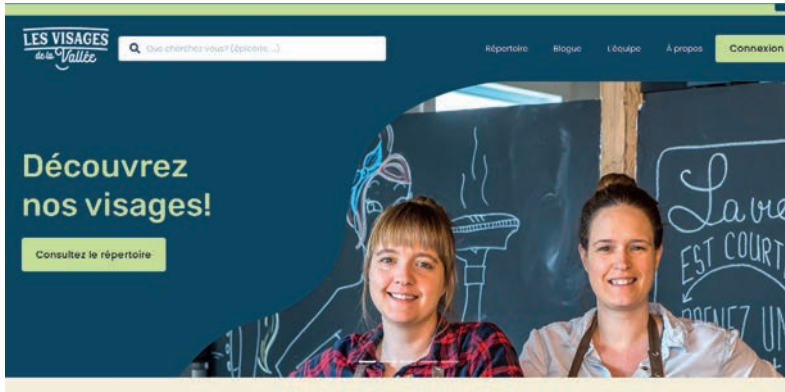 LES VISAGES
de la Vallée
Que cherchez vous? (épicerie, ...)
Répertoire Blogue L'équipe À propos Connexion
Découvrez
nos visages!
Consultez le répertoire
La vie
EST COURT
PRENEZ UN